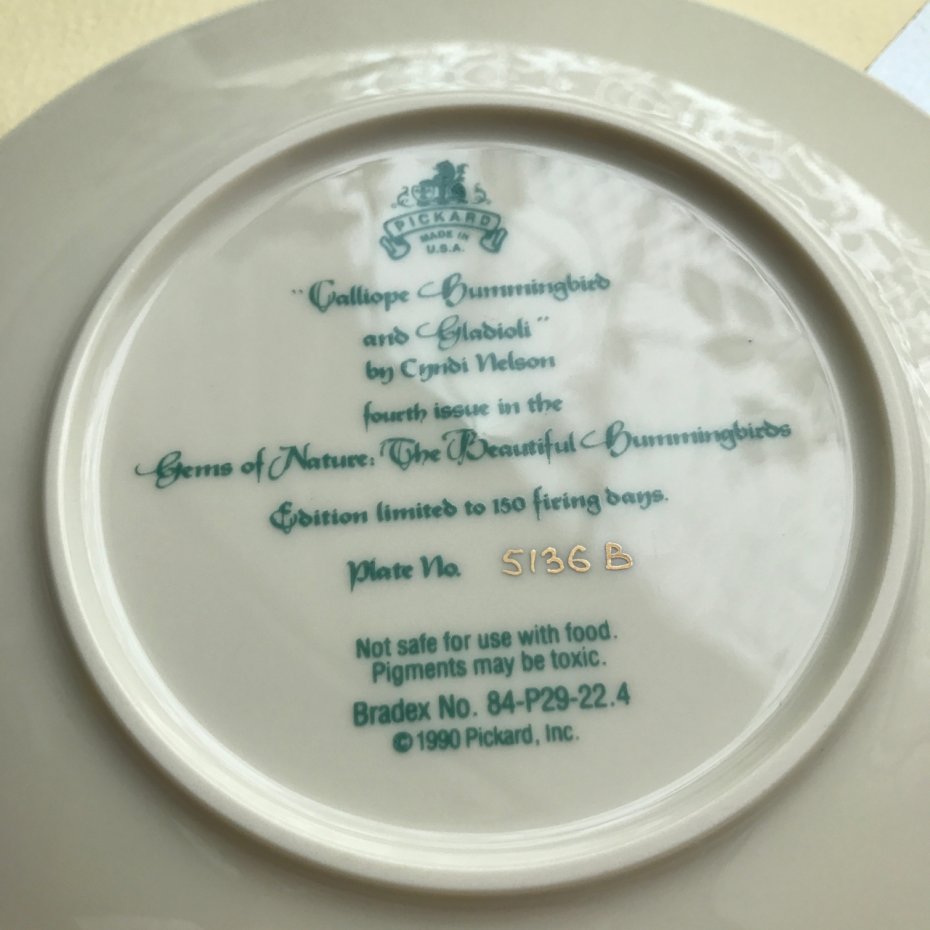 PICKARD
MADE IN
U.S.A.
"Calliope Hummingbird
and Gladioli"
by Cyndi Nelson
fourth issue in the
Gems of Nature: The Beautiful Hummingbirds
Edition limited to 150 firing days.
Plate No. 5136 B
Not safe for use with food.
Pigments may be toxic.
Bradex No. 84-P29-22.4
©1990 Pickard, Inc.